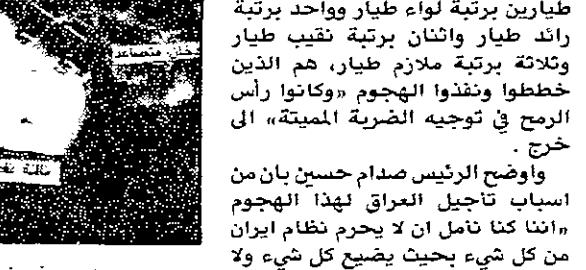 طيارين برتبة لواء طيار وواحد برتبة
رائد طيار واثنان برتبة نقيب طيار
وثلاثة برتبة ملازم طيار، هم الذين
خططوا ونفذوا الهجوم «وكانوا رأس
الرمح في توجيه الضربة المميتة» الى
خرج .
واوضح الرئيس صدام حسين بان من
اسباب تاجيل العراق لهذا الهجوم
«اننا كنا نامل ان لا يحرم نظام ايران
من كل شيء بحيث يضيع كل شيء ولا